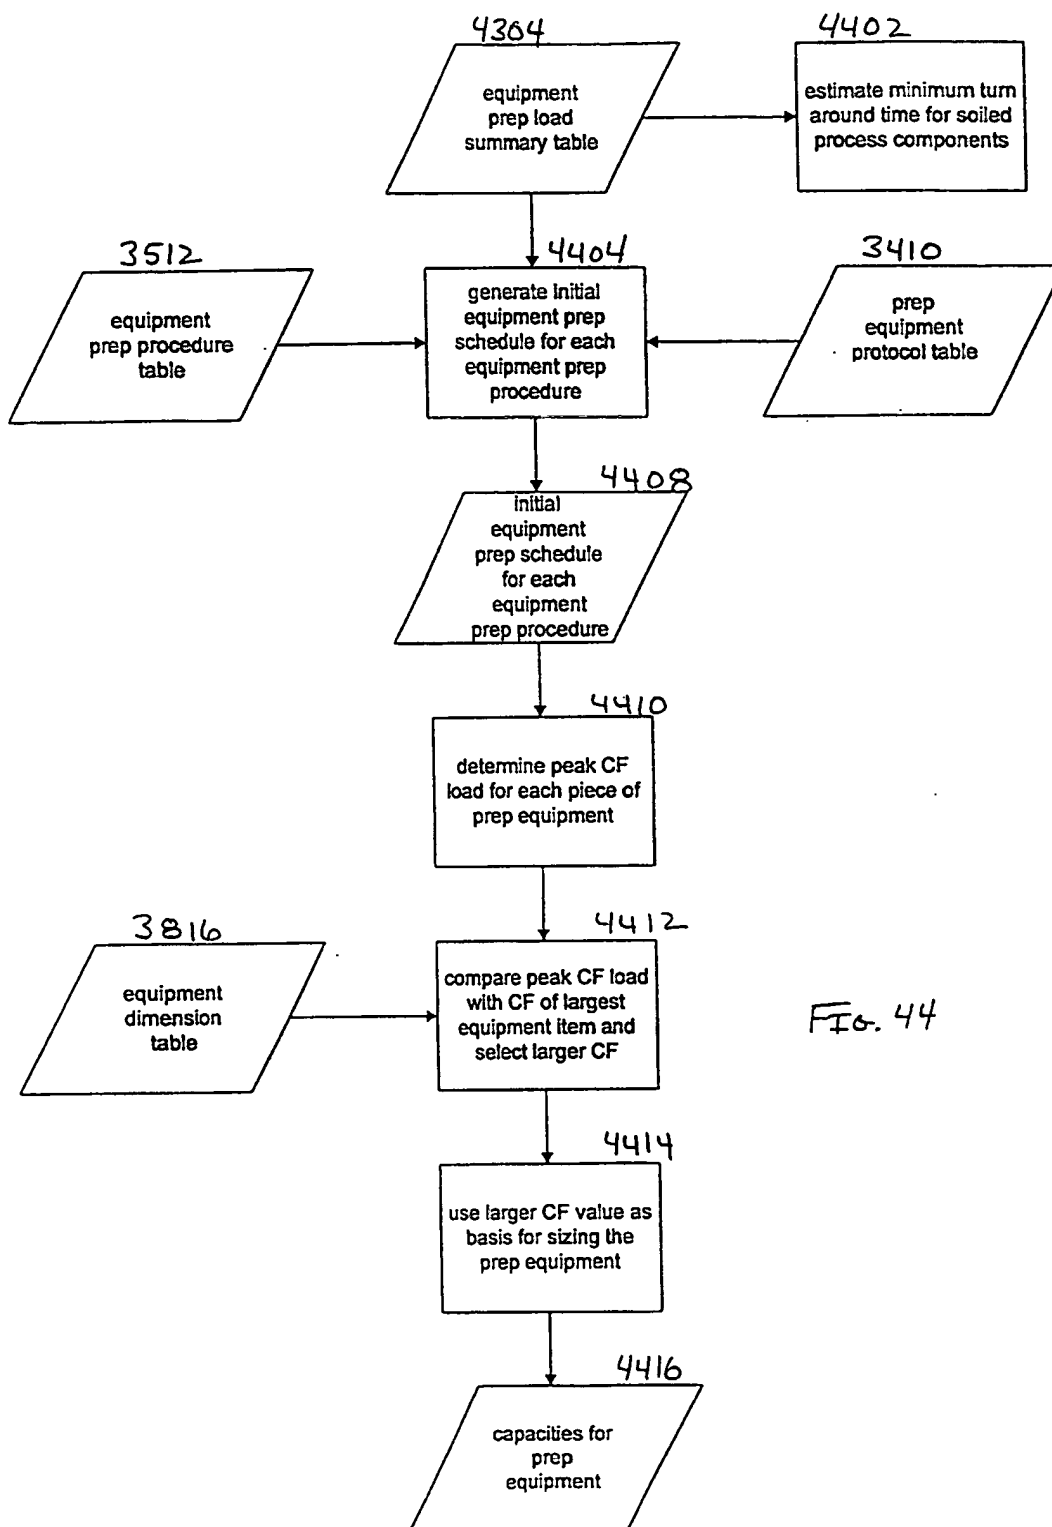 4304
equipment
prep load
summary table
4402
estimate minimum turn
around time for soiled
process components
3512
equipment
prep procedure
table
4404
generate initial
equipment prep
schedule for each
equipment prep
procedure
3410
prep
equipment
protocol table
4408
initial
equipment
prep schedule
for each
equipment
prep procedure
4410
determine peak CF
load for each piece of
prep equipment
3816
equipment
dimension
table
4412
compare peak CF load
with CF of largest
equipment item and
select larger CF
FIG. 44
4414
use larger CF value as
basis for sizing the
prep equipment
4416
capacities for
prep
equipment